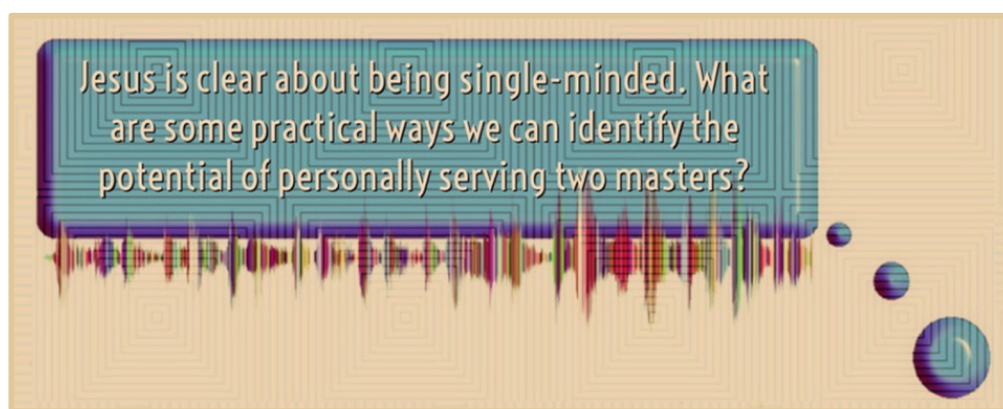 Jesus is clear about being single-minded. What
are some practical ways we can identify the
potential of personally serving two masters?